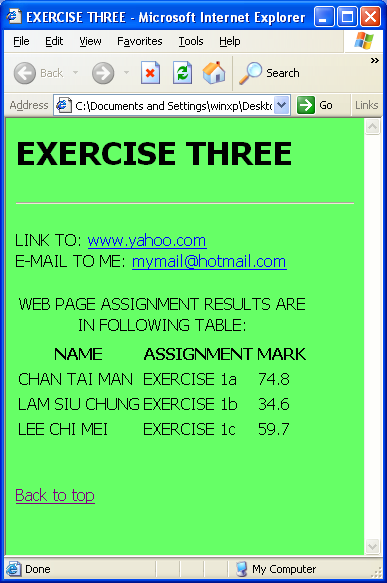 EXERCISE THREE - Microsoft Internet Explorer
File Edit View Favorites Tools Help
Back Search
Address C:\Documents and Settings\winxp\Deskto Go Links
EXERCISE THREE
LINK TO: www.yahoo.com
E-MAIL TO ME: mymail@hotmail.com
WEB PAGE ASSIGNMENT RESULTS ARE
IN FOLLOWING TABLE:
NAME ASSIGNMENT MARK
CHAN TAI MAN EXERCISE 1a 74.8
LAM SIU CHUNG EXERCISE 1b 34.6
LEE CHI MEI EXERCISE 1c 59.7
Back to top
Done My Computer